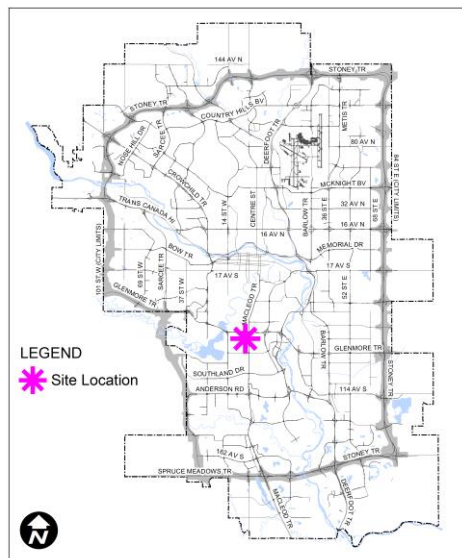 144 AV N
STONEY TR
STONEY TR
COUNTRY HILLS BV
METIS TR
NOSE HILL DR
SARCEE TR
DEERFOOT TR
80 AV N
CROWCHILD TR
84 ST E (CITY LIMITS)
MCKNIGHT BV
TRANS CANADA HI
14 ST W
CENTRE ST
BARLOW TR
36 ST E
32 AV N
68 ST E
16 AV N
16 AV N
BOW TR
MEMORIAL DR
101 ST W (CITY LIMITS)
69 ST W
SARCEE TR
37 ST W
17 AV S
MACLEOD TR
17 AV S
52 ST E
GLENMORE TR
BARLOW TR
GLENMORE TR
LEGEND
Site Location
SOUTHLAND DR
ANDERSON RD
114 AV S
STONEY TR
162 AV S
SPRUCE MEADOWS TR
STONEY TR
MACLEOD TR
DEERFOOT TR
N